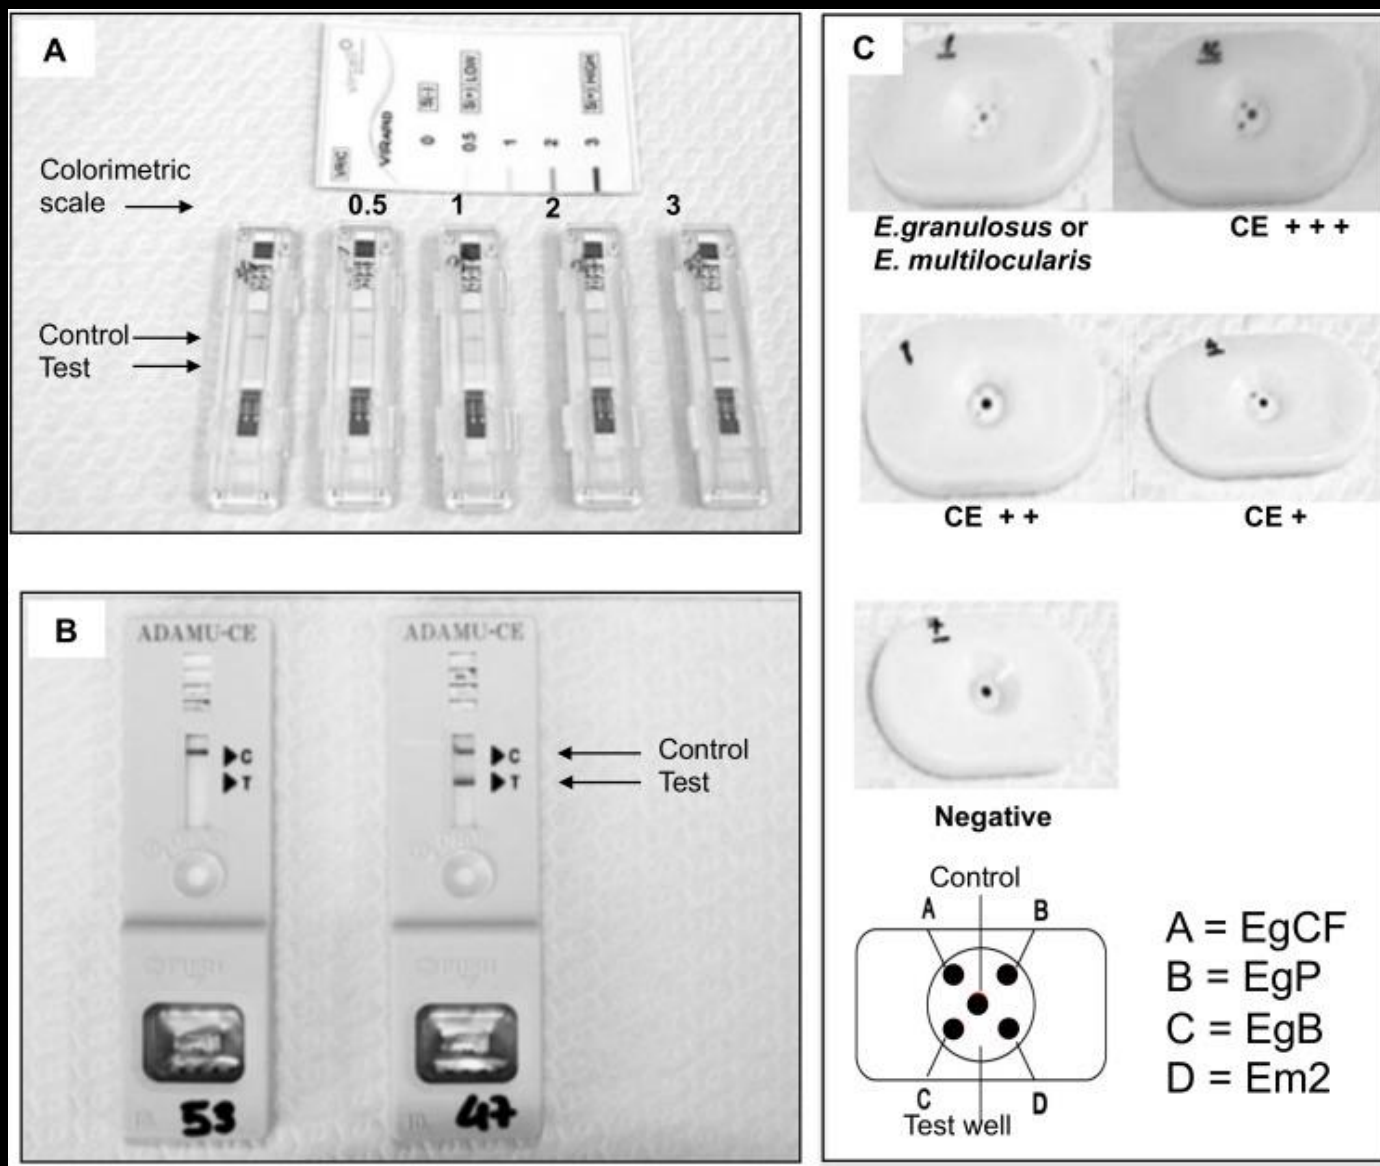 A
VIRAPID
VRIC
0
S(-)
0.5
S(+) LOW
1
2
3
S(+) HIGH
Colorimetric
scale
0.5 1 2 3
Control
Test
B
ADAMU-CE
C
T
53
ADAMU-CE
C
T
47
Control
Test
C
1
E.granulosus or
E. multilocularis
CE + + +
CE + +
CE +
Negative
Control
A B
C D
Test well
A = EgCF
B = EgP
C = EgB
D = Em2